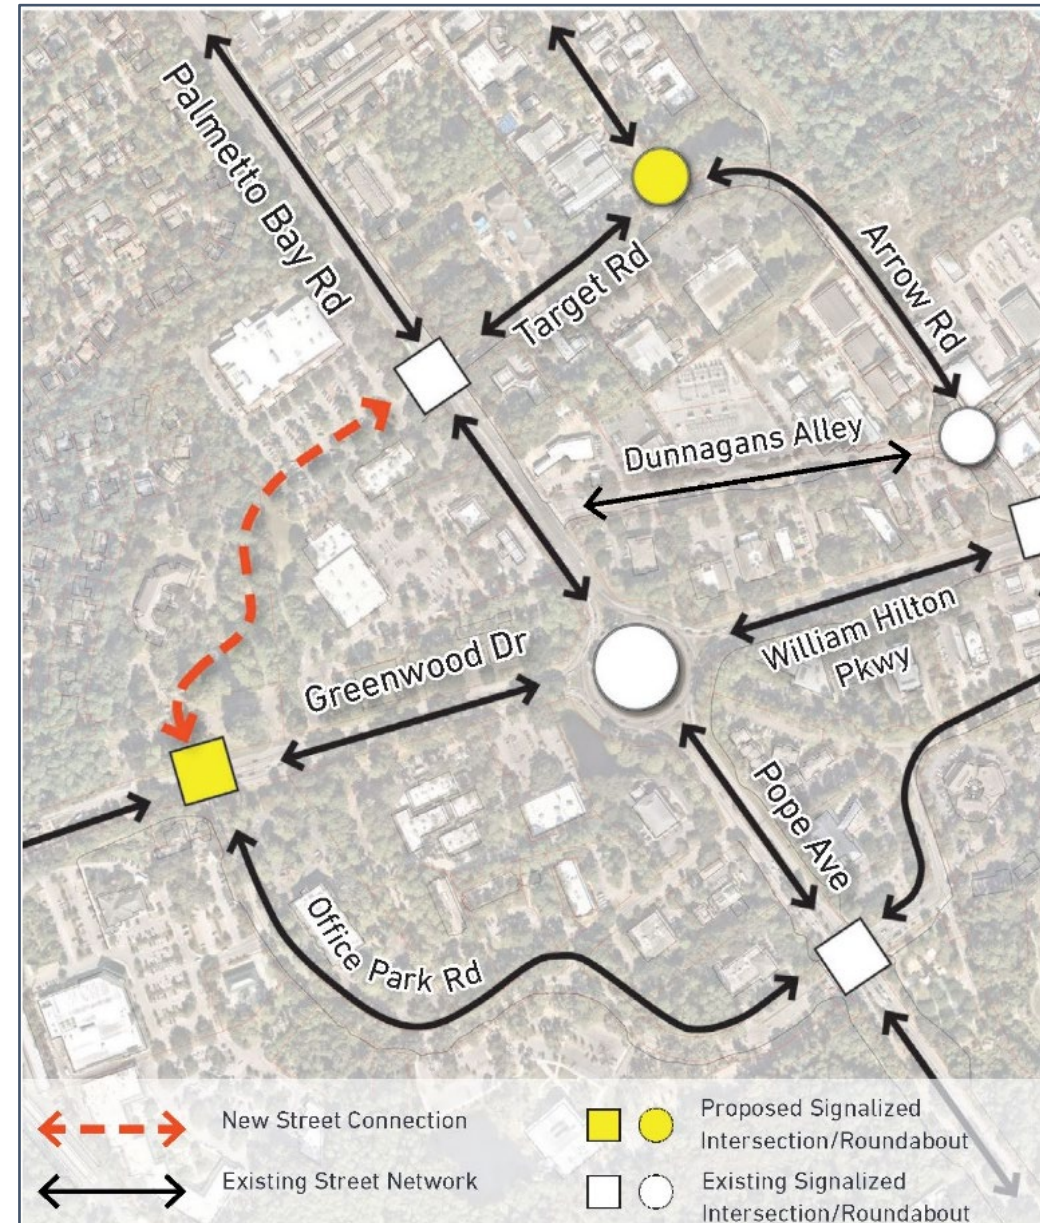 Palmetto Bay Rd
Target Rd
Arrow Rd
Dunnagans Alley
William Hilton
Pkwy
Greenwood Dr
Pope Ave
Office Park Rd
New Street Connection
Existing Street Network
Proposed Signalized
Intersection/Roundabout
Existing Signalized
Intersection/Roundabout